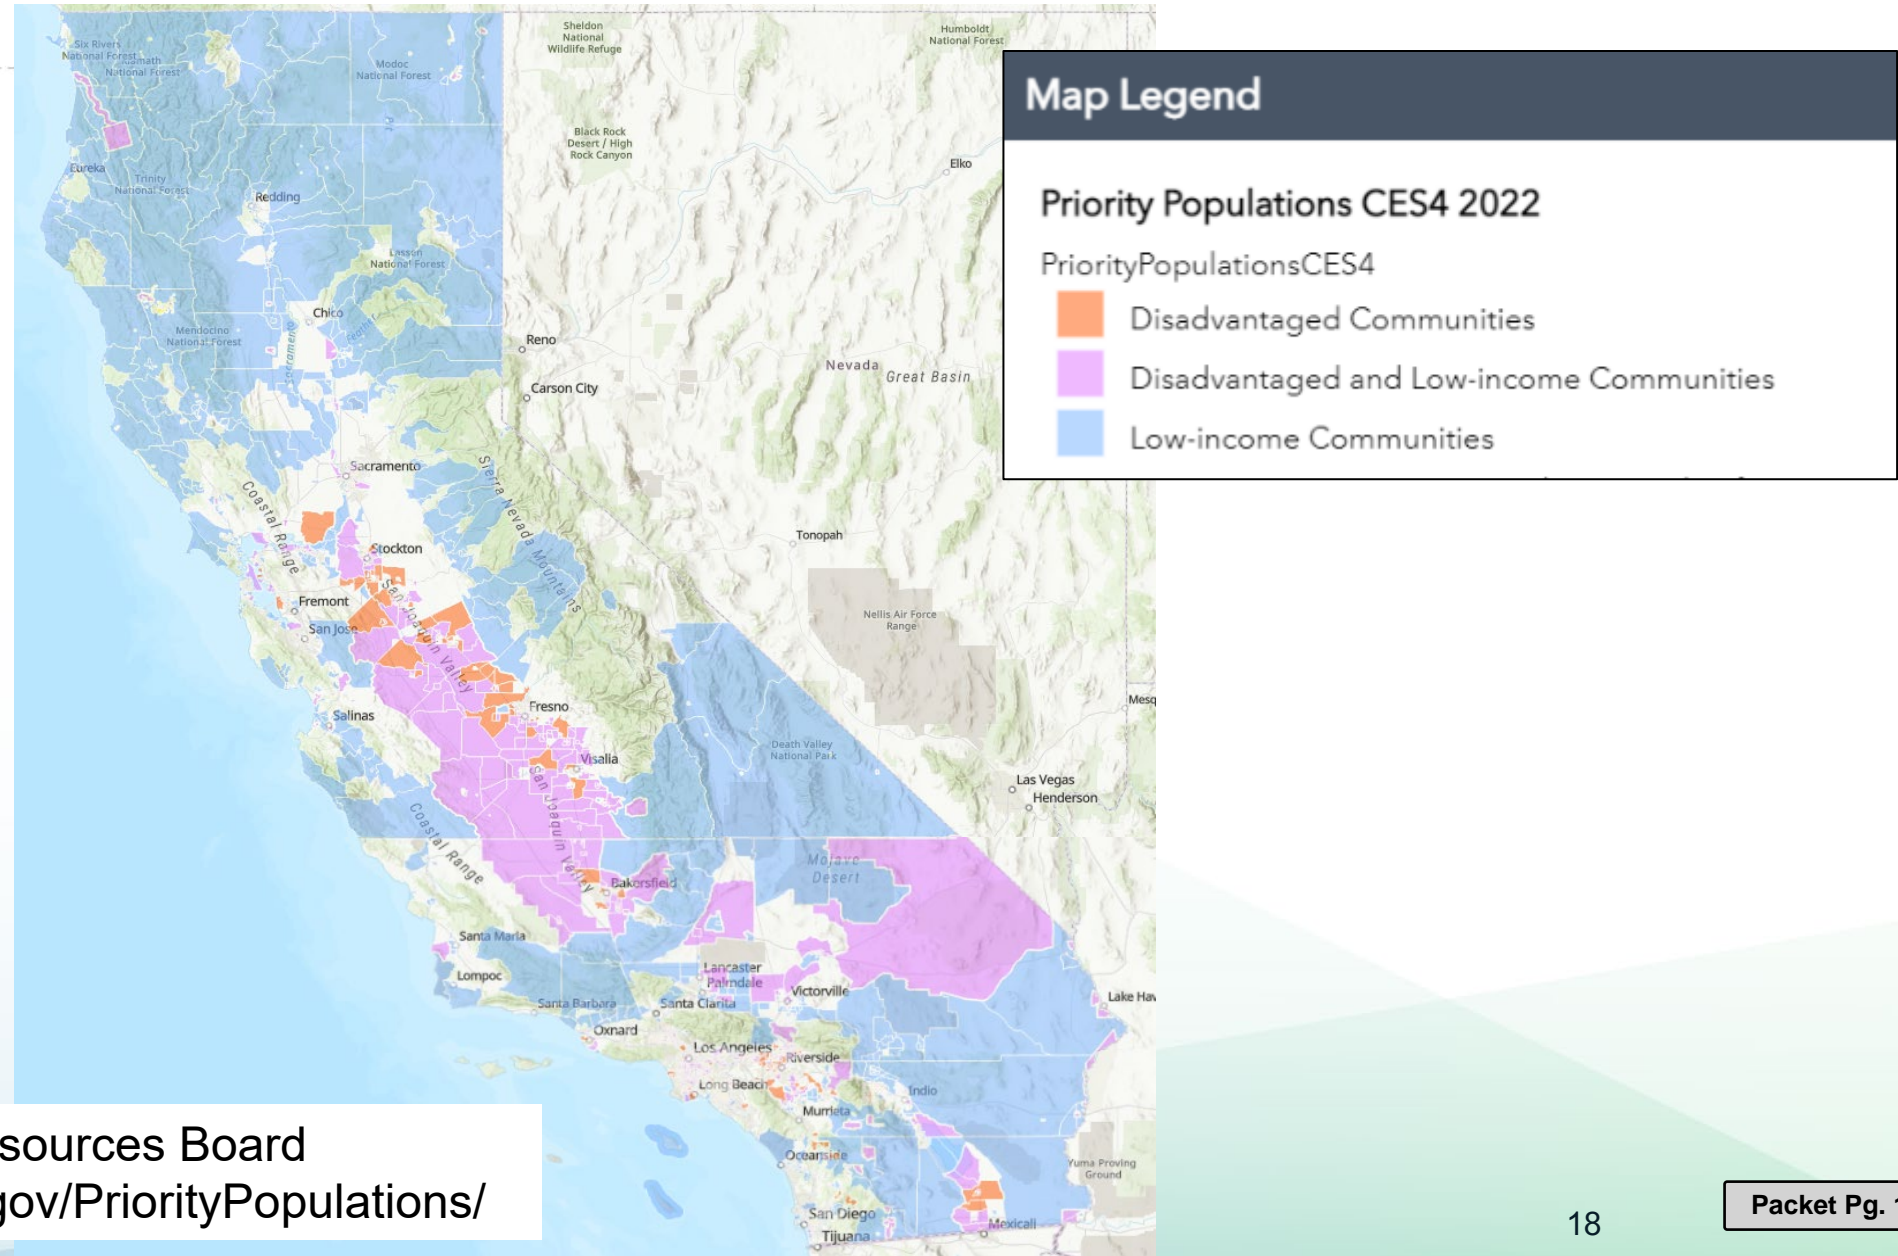 Sheldon
National
Wildlife Refuge
Humboldt
National Forest
Six Rivers
National Forest
National Forest
Modoc
National Forest
Black Rock
Desert / High
Rock Canyon
Elko
Eureka
Trinity
National Forest
Redding
Lassen
National Forest
Chico
Mendocino
National Forest
Sacramento
Reno
Nevada
Great Basin
Carson City
Sacramento
Coastal Range
Sierra Nevada Mountains
Stockton
Tonopah
Fremont
San Jose
San Joaquin Valley
Nellis Air Force
Range
Salinas
Fresno
Mesq
Death Valley
National Park
Visalia
Las Vegas
Henderson
San Joaquin Valley
Coastal Range
Mojave
Desert
Bakersfield
Santa Maria
Lompoc
Lancaster
Palmdale
Victorville
Santa Barbara
Santa Clarita
Lake Hav
Oxnard
Los Angeles
Riverside
Long Beach
Indio
Murrieta
Oceanside
Yuma Proving
Ground
San Diego
Mexicali
Tijuana
Map Legend
Priority Populations CES4 2022
PriorityPopulationsCES4
Disadvantaged Communities
Disadvantaged and Low-income Communities
Low-income Communities
sources Board
gov/PriorityPopulations/
18
Packet Pg. 1